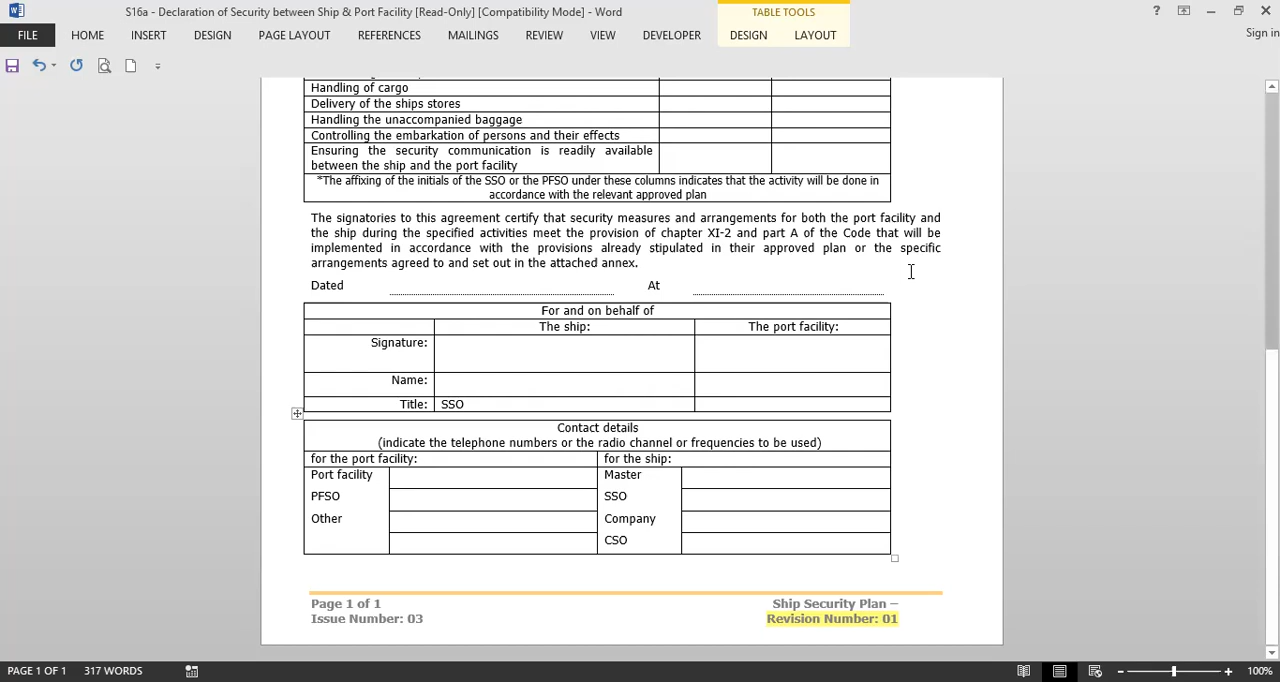 S16a - Declaration of Security between Ship & Port Facility [Read-Only] [Compatibility Mode] - Word
TABLE TOOLS
?
FILE HOME INSERT DESIGN PAGE LAYOUT REFERENCES MAILINGS REVIEW VIEW DEVELOPER DESIGN LAYOUT
Sign in
Handling of cargo
Delivery of the ships stores
Handling the unaccompanied baggage
Controlling the embarkation of persons and their effects
Ensuring the security communication is readily available
between the ship and the port facility
*The affixing of the initials of the SSO or the PFSO under these columns indicates that the activity will be done in
accordance with the relevant approved plan
The signatories to this agreement certify that security measures and arrangements for both the port facility and
the ship during the specified activities meet the provision of chapter XI-2 and part A of the Code that will be
implemented in accordance with the provisions already stipulated in their approved plan or the specific
arrangements agreed to and set out in the attached annex.
Dated At
For and on behalf of
The ship: The port facility:
Signature:
Name:
Title: SSO
Contact details
(indicate the telephone numbers or the radio channel or frequencies to be used)
for the port facility: for the ship:
Port facility Master
PFSO SSO
Other Company
CSO
Page 1 of 1 Ship Security Plan –
Issue Number: 03 Revision Number: 01
PAGE 1 OF 1 317 WORDS 100%